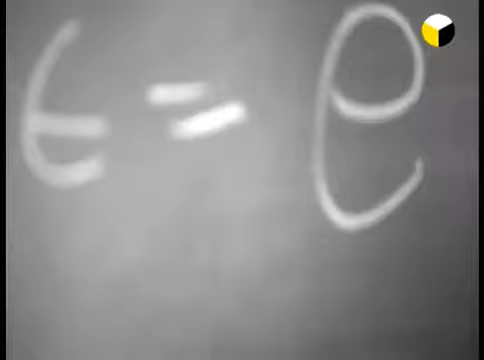 ϵ = e